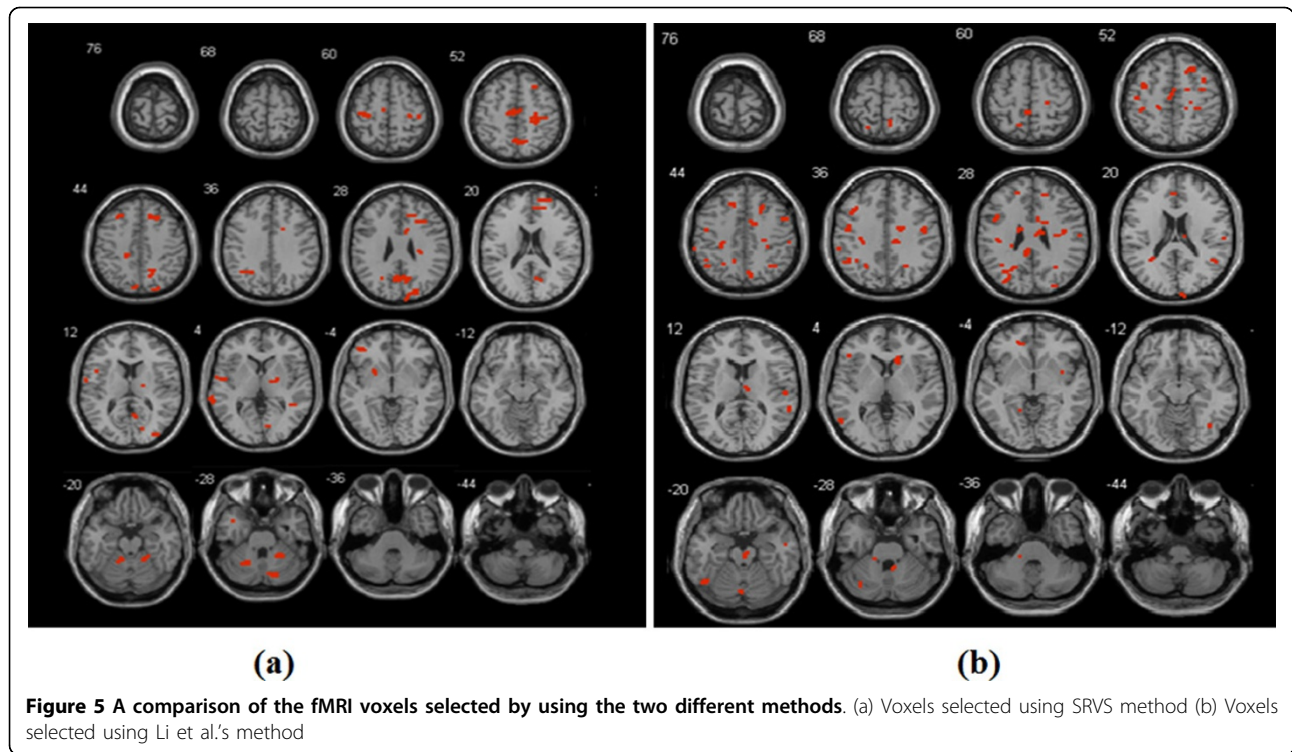 76 68 60 52 76 68 60 52
44 36 28 20 44 36 28 20
12 4 -4 -12 12 4 -4 -12
-20 -28 -36 -44 -20 -28 -36 -44
(a) (b)
Figure 5 A comparison of the fMRI voxels selected by using the two different methods. (a) Voxels selected using SRVS method (b) Voxels
selected using Li et al.'s method